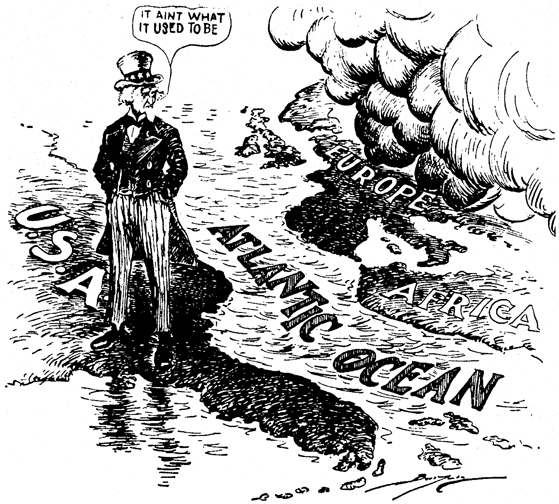 IT AINT WHAT
IT USED TO BE
U.S.A.
EUROPE
ATLANTIC OCEAN
AFRICA